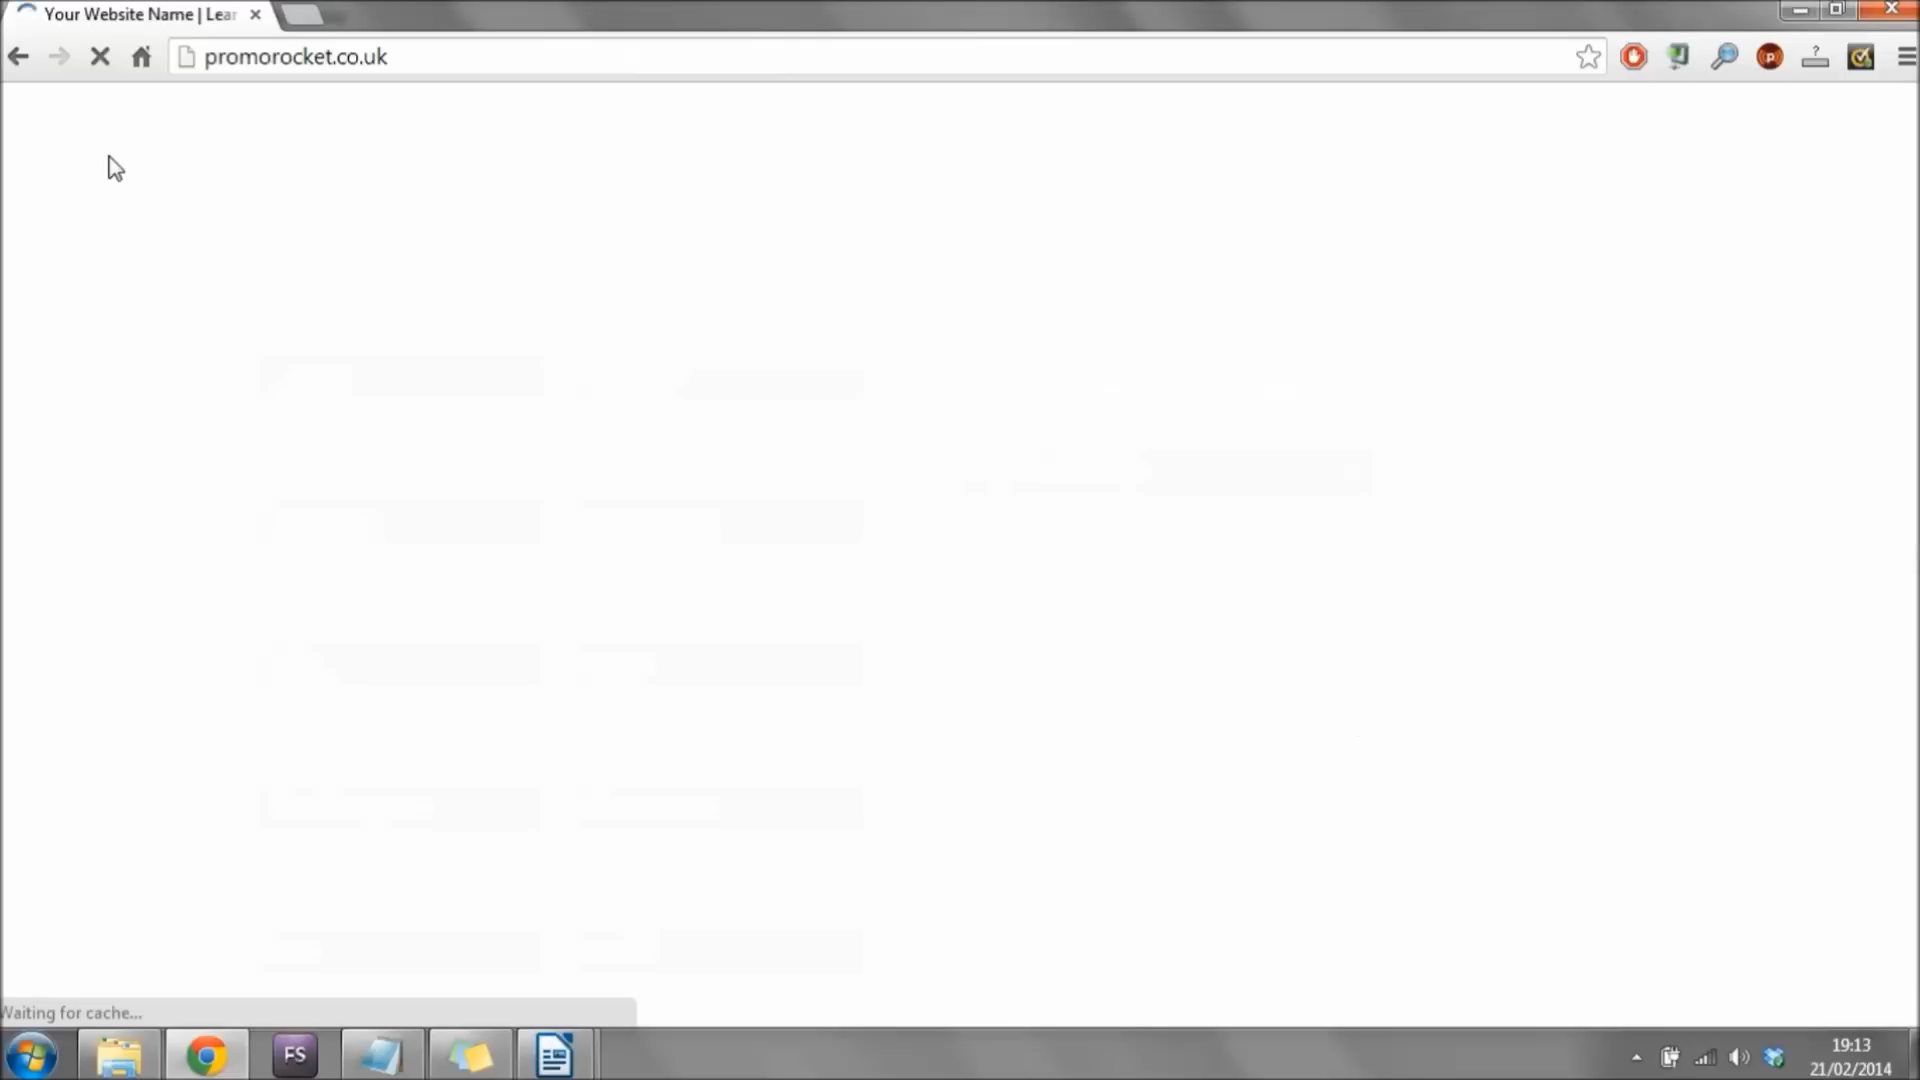 Your Website Name | Lear
promorocket.co.uk
Waiting for cache...
FS
19:13
21/02/2014